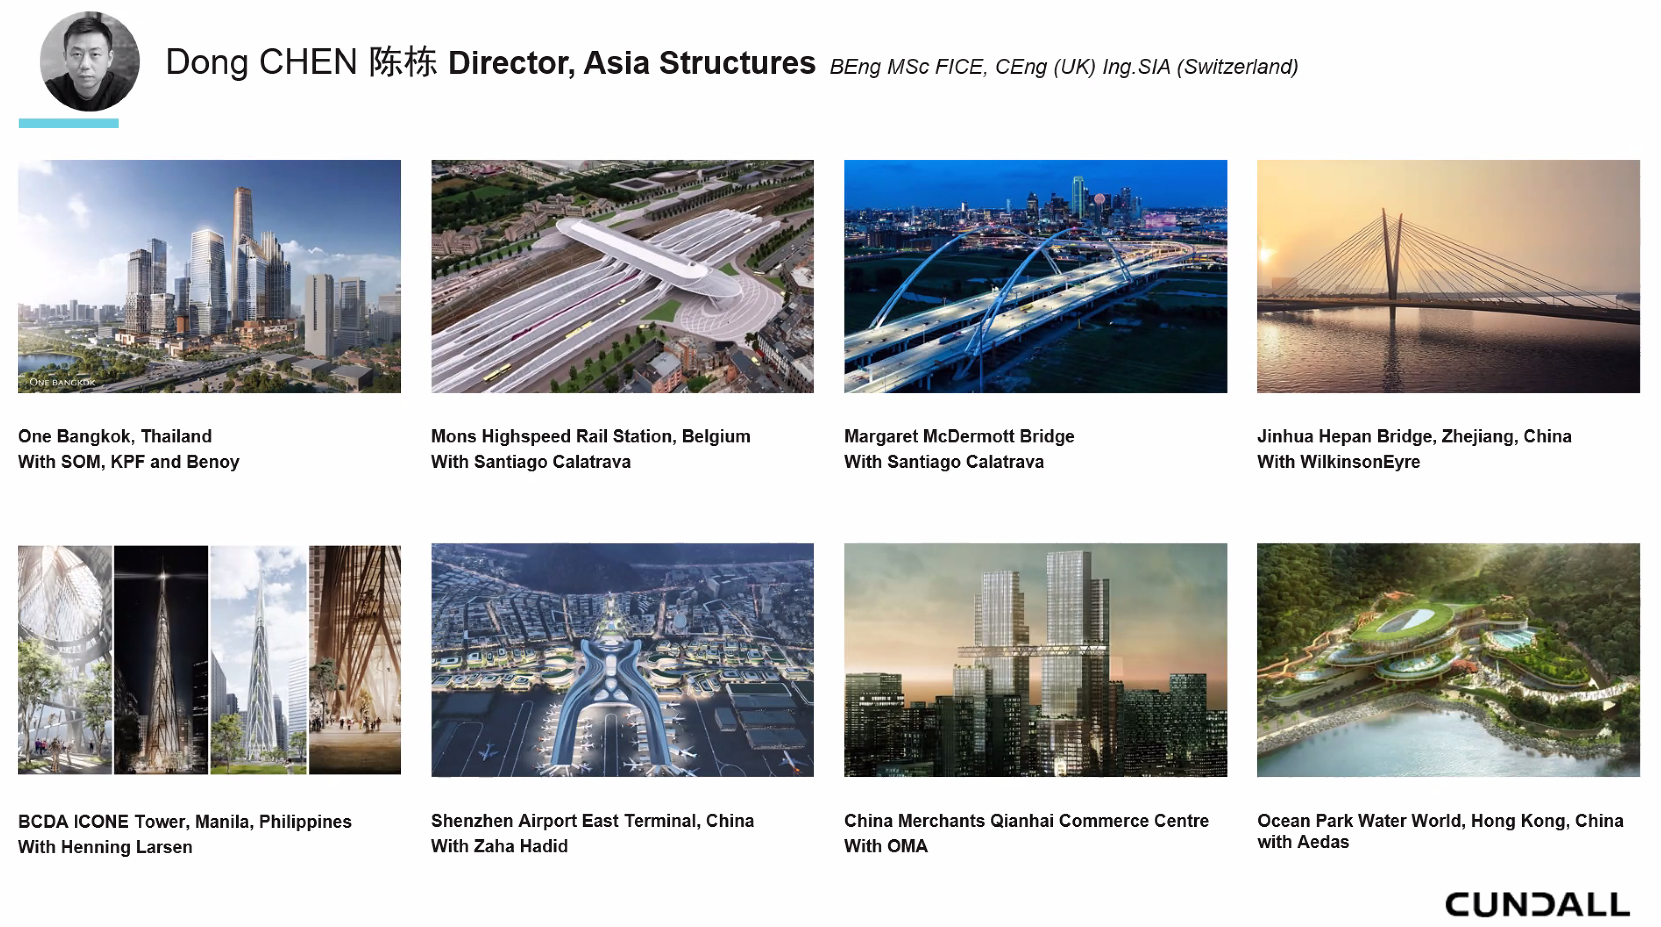 Dong CHEN 陈栋 Director, Asia Structures BEng MSc FICE, CEng (UK) Ing.SIA (Switzerland)
ONE BANGKOK
One Bangkok, Thailand
With SOM, KPF and Benoy
Mons Highspeed Rail Station, Belgium
With Santiago Calatrava
Margaret McDermott Bridge
With Santiago Calatrava
Jinhua Hepan Bridge, Zhejiang, China
With WilkinsonEyre
BCDA ICONE Tower, Manila, Philippines
With Henning Larsen
Shenzhen Airport East Terminal, China
With Zaha Hadid
China Merchants Qianhai Commerce Centre
With OMA
Ocean Park Water World, Hong Kong, China
with Aedas
CUNDALL